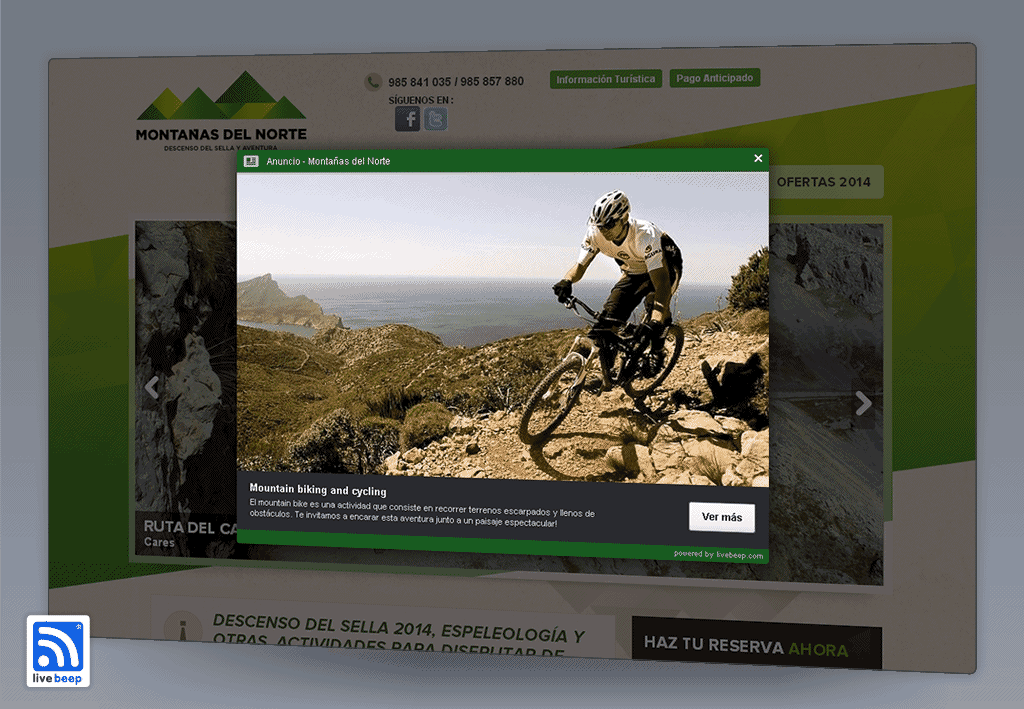 985 841 035 / 985 857 880
Información Turística
Pago Anticipado
SÍGUENOS EN :
MONTAÑAS DEL NORTE
DESCENSO DEL SELLA Y AVENTURA
Anuncio - Montañas del Norte
OFERTAS 2014
Mountain biking and cycling
El mountain bike es una actividad que consiste en recorrer terrenos escarpados y llenos de
obstáculos. Te invitamos a encarar esta aventura junto a un paisaje espectacular!
Ver más
powered by livebeep.com
RUTA DEL CA
Cares
DESCENSO DEL SELLA 2014, ESPELEOLOGÍA Y
OTRAS ACTIVIDADES PARA DISFRUTAR DE
HAZ TU RESERVA AHORA
live beep